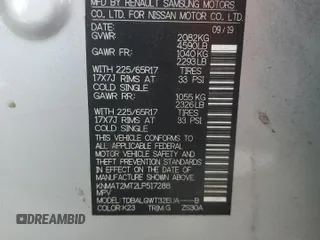 MFD BY RENAULT SAMSUNG MOTORS
CO., LTD. FOR NISSAN MOTOR CO., LTD.
DATE: 09/19
GVWR: 2082KG
4590LB
GAWR FR: 1040KG
2293LB
WITH 225/65R17 TIRES
17X7J RIMS AT 33 PSI
COLD SINGLE
GAWR RR: 1055 KG
2326LB
WITH 225/65R17 TIRES
17X7J RIMS AT 33 PSI
COLD SINGLE
THIS VEHICLE CONFORMS TO ALL
APPLICABLE U.S. FEDERAL MOTOR
VEHICLE SAFETY, BUMPER, AND
THEFT PREVENTION STANDARDS
IN EFFECT ON THE DATE OF
MANUFACTURE SHOWN ABOVE.
KNMAT2MT2LP517288
MPV
MODEL: TDBALGWT32EUA----B
COLOR:K23 TRIM:G ZS30A